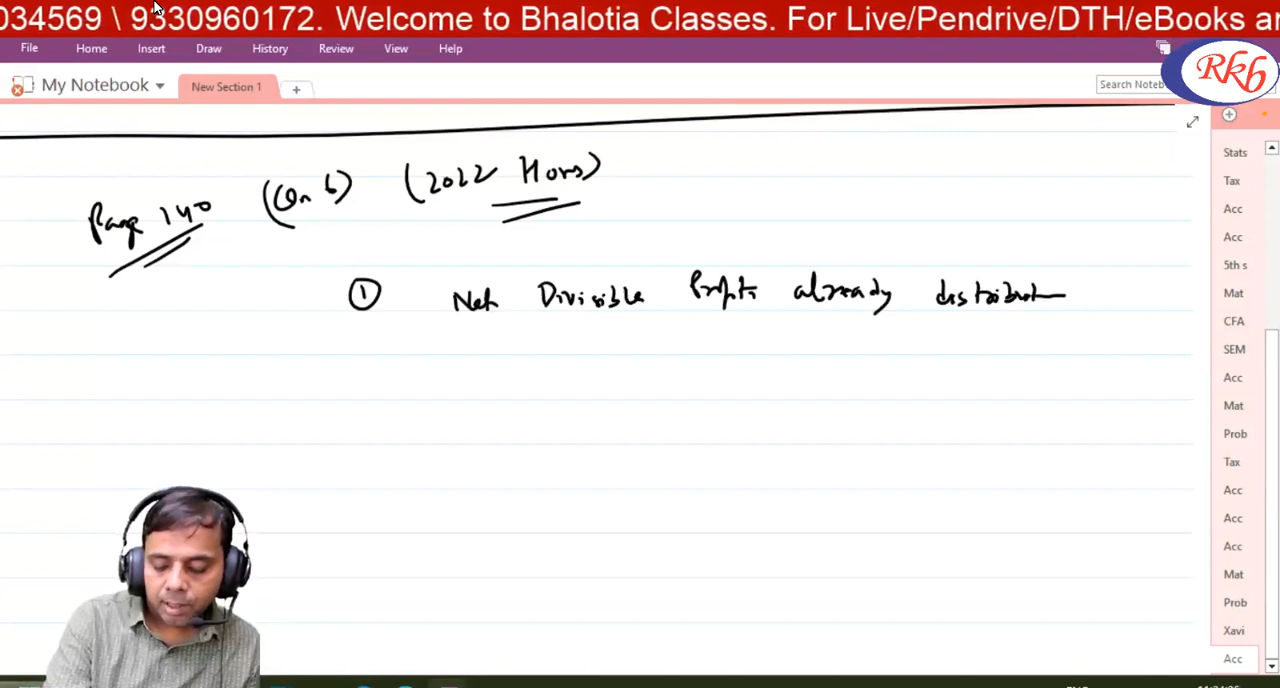 034569 \ 9330960172. Welcome to Bhalotia Classes. For Live/Pendrive/DTH/eBooks an
File Home Insert Draw History Review View Help
Rkb
My Notebook New Section 1 + Search Noteb
Page 140 (Qn 6) (2022 Hons)
① Net Divisible Profits already distribut
Stats
Tax
Acc
Acc
5th s
Mat
CFA
SEM
Acc
Mat
Prob
Tax
Acc
Acc
Acc
Mat
Prob
Xavi
Acc